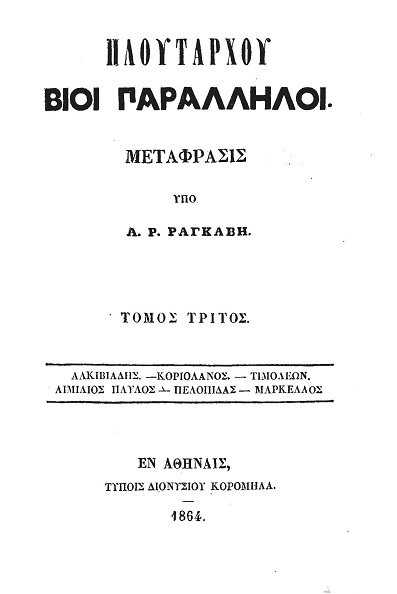 ΠΛΟΥΤΑΡΧΟΥ
ΒΙΟΙ ΠΑΡΑΛΛΗΛΟΙ.
ΜΕΤΑΦΡΑΣΙΣ
ΥΠΟ
Α. Ρ. ΡΑΓΚΑΒΗ.
ΤΟΜΟΣ ΤΡΙΤΟΣ.
ΑΛΚΙΒΙΑΔΗΣ. — ΚΟΡΙΟΛΑΝΟΣ. — ΤΙΜΟΛΕΩΝ.
ΑΙΜΙΛΙΟΣ ΠΑΥΛΟΣ — ΠΕΛΟΠΙΔΑΣ — ΜΑΡΚΕΛΛΟΣ
ΕΝ ΑΘΗΝΑΙΣ,
ΤΥΠΟΙΣ ΔΙΟΝΥΣΙΟΥ ΚΟΡΟΜΗΛΑ.
—
1864.